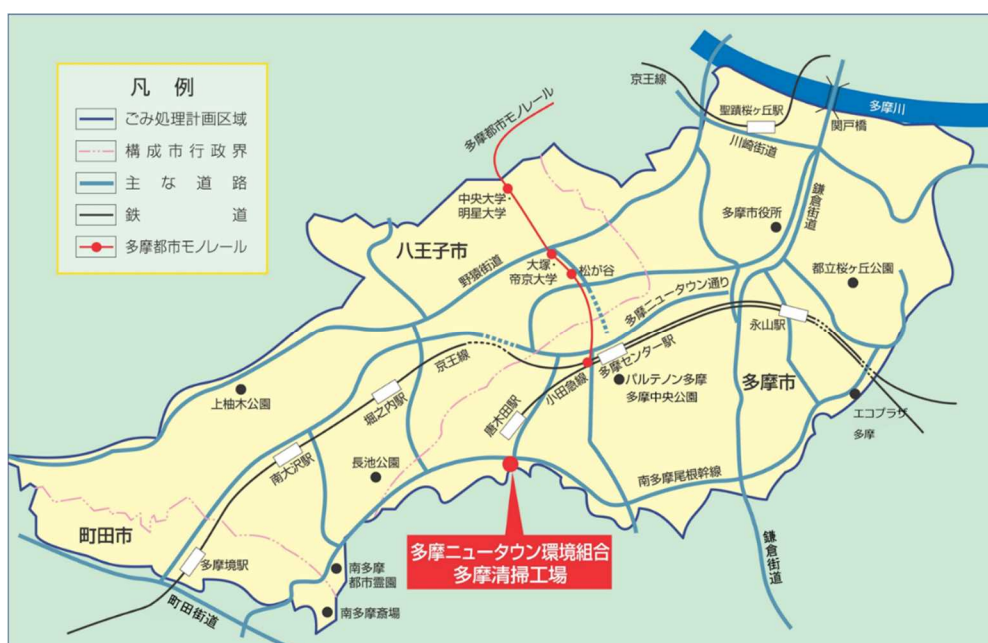 凡例
ごみ処理計画区域
構成市行政界
主な道路
鉄道
多摩都市モノレール
京王線
聖蹟桜ヶ丘駅
多摩川
関戸橋
川崎街道
多摩都市モノレール
中央大学・
明星大学
鎌倉街道
多摩市役所
八王子市
野猿街道
大塚・
帝京大学
松が谷
都立桜ヶ丘公園
多摩ニュータウン通り
永山駅
京王線
多摩センター駅
小田急線
パルテノン多摩
多摩中央公園
多摩市
上柚木公園
堀之内駅
唐木田駅
エコプラザ
多摩
南大沢駅
長池公園
南多摩尾根幹線
町田市
多摩境駅
多摩ニュータウン環境組合
多摩清掃工場
南多摩
都市霊園
鎌倉街道
町田街道
南多摩斎場